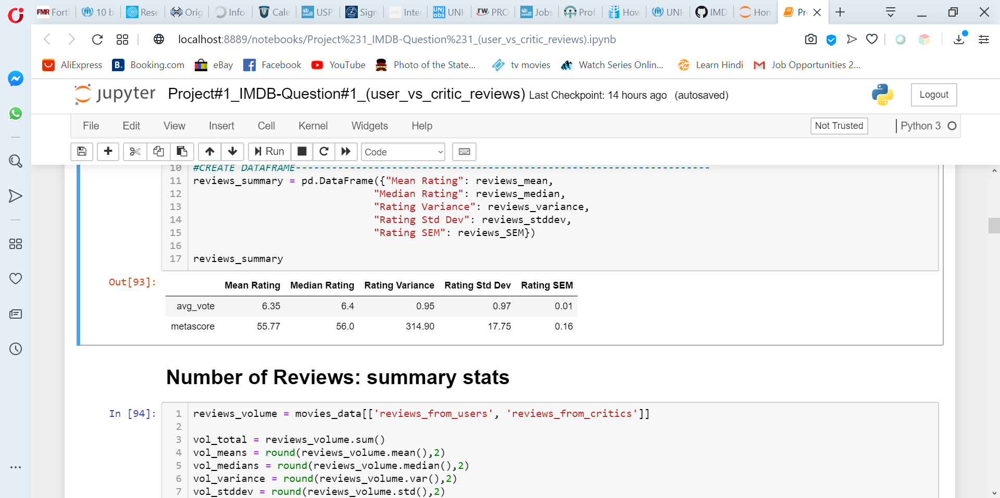 FMR Fort
10 b
Rese
Orig
Info
Cale
USP
Sign
Inte
UNjobs UNH
rw PRO
Jobs
Prof
How
UNH
IMD
Hom
Pr
localhost:8889/notebooks/Project%231_IMDB-Question%231_(user_vs_critic_reviews).ipynb
AliExpress
B. Booking.com
eBay
Facebook
YouTube
Photo of the State...
tv movies
Watch Series Onlin...
Learn Hindi
Job Opportunities 2...
jupyter Project#1_IMDB-Question#1_(user_vs_critic_reviews) Last Checkpoint: 14 hours ago (autosaved)
Logout
File Edit View Insert Cell Kernel Widgets Help
Not Trusted
Python 3
Run
Code
10 #CREATE DATAFRAME---------------------------------------------------------------------
11 reviews_summary = pd.DataFrame({"Mean Rating": reviews_mean,
12 "Median Rating": reviews_median,
13 "Rating Variance": reviews_variance,
14 "Rating Std Dev": reviews_stddev,
15 "Rating SEM": reviews_SEM})
16
17 reviews_summary
Out[93]:
Mean Rating Median Rating Rating Variance Rating Std Dev Rating SEM
avg_vote 6.35 6.4 0.95 0.97 0.01
metascore 55.77 56.0 314.90 17.75 0.16
Number of Reviews: summary stats
In [94]:
1 reviews_volume = movies_data[['reviews_from_users', 'reviews_from_critics']]
2
3 vol_total = reviews_volume.sum()
4 vol_means = round(reviews_volume.mean(),2)
5 vol_medians = round(reviews_volume.median(),2)
6 vol_variance = round(reviews_volume.var(),2)
7 vol_stddev = round(reviews_volume.std(),2)